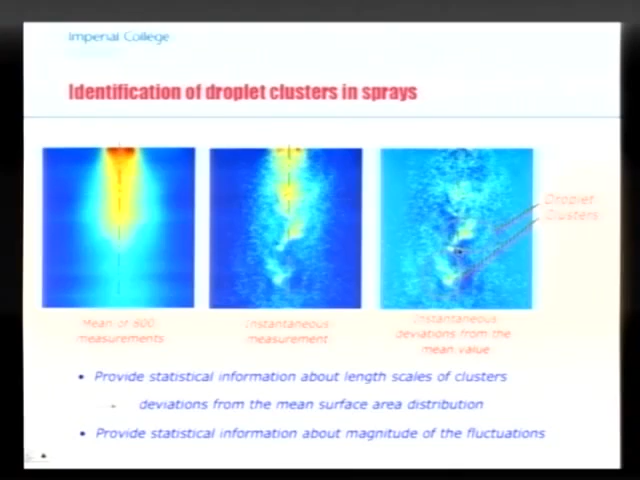 Imperial College
Identification of droplet clusters in sprays
Droplet
Clusters
Mean of 800
measurements
Instantaneous
measurement
Instantaneous
deviations from the
mean value
• Provide statistical information about length scales of clusters
- deviations from the mean surface area distribution
• Provide statistical information about magnitude of the fluctuations